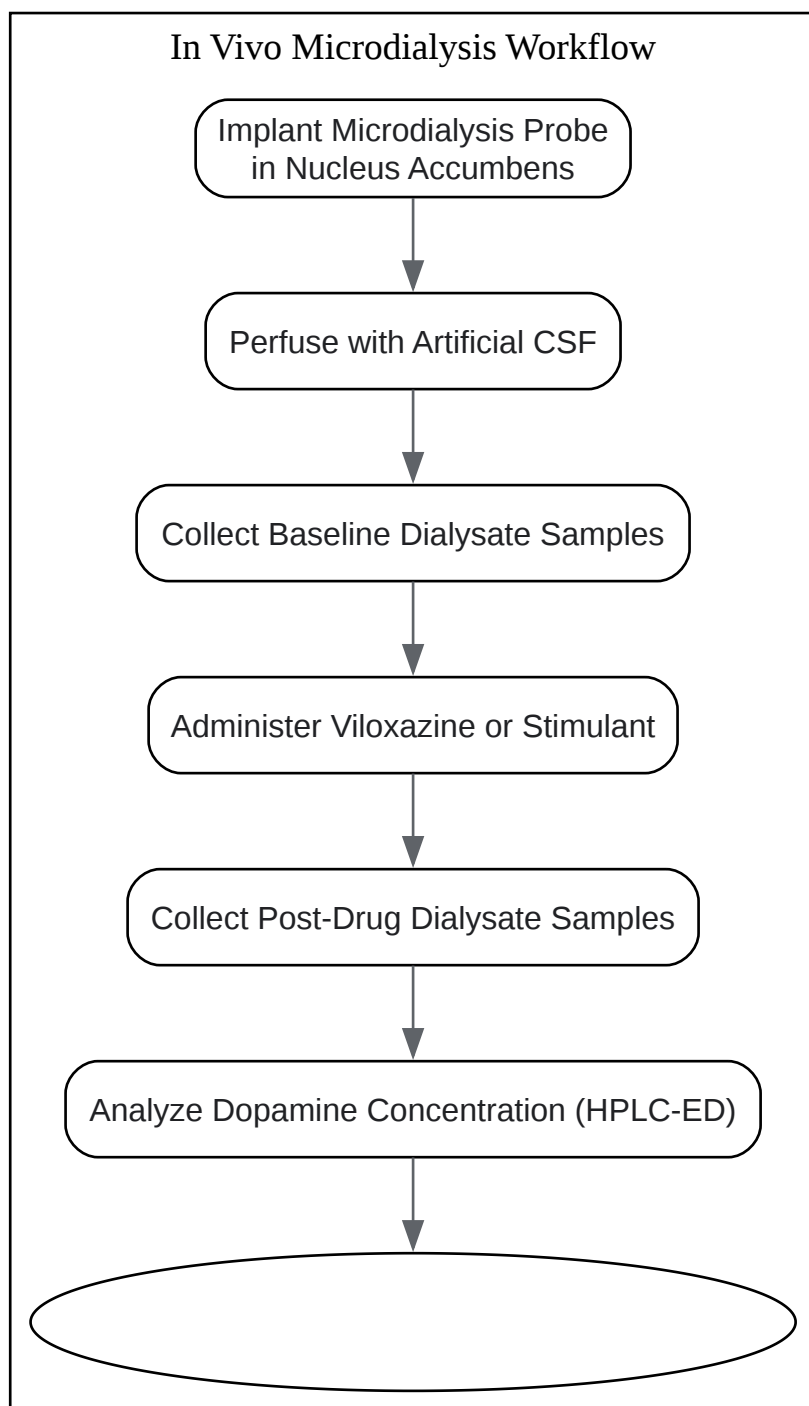 In Vivo Microdialysis Workflow
Implant Microdialysis Probe
in Nucleus Accumbens
Perfuse with Artificial CSF
Collect Baseline Dialysate Samples
Administer Viloxazine or Stimulant
Collect Post-Drug Dialysate Samples
Analyze Dopamine Concentration (HPLC-ED)